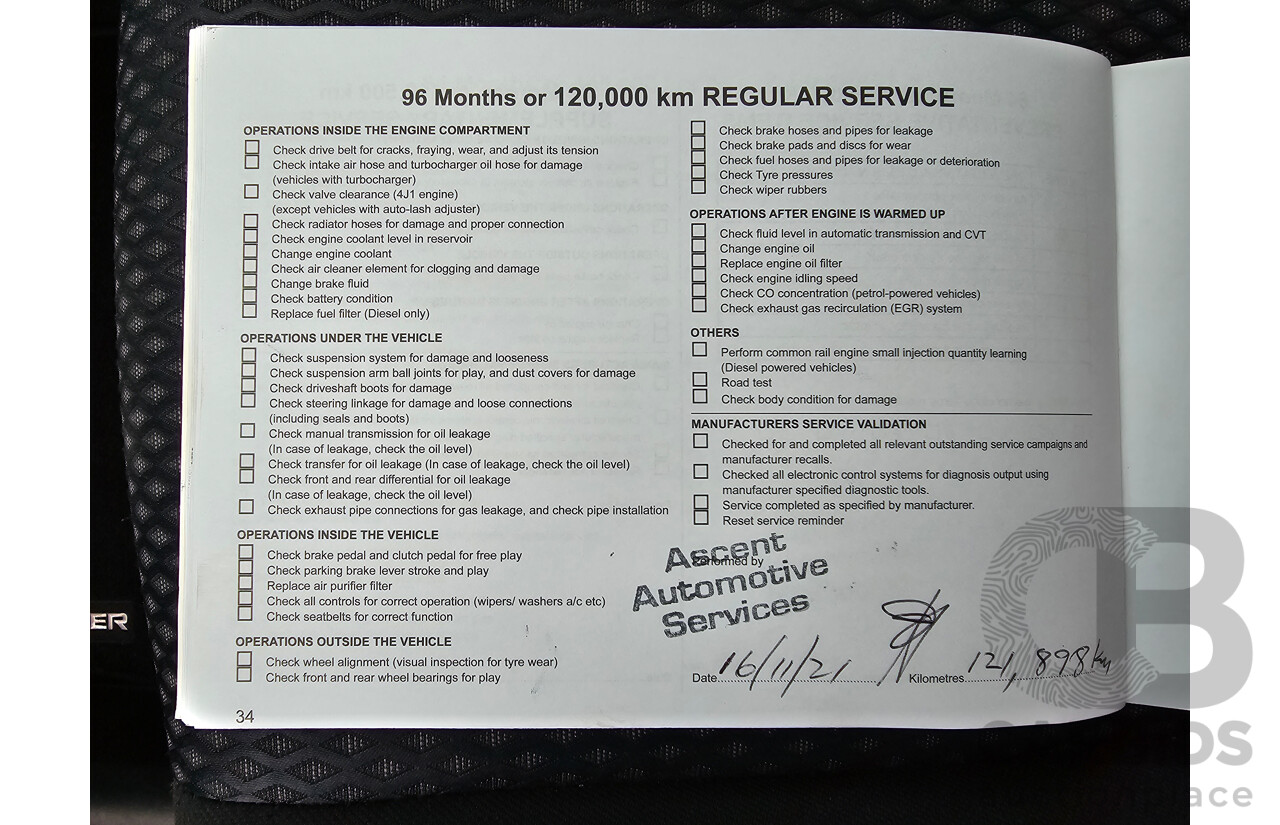 96 Months or 120,000 km REGULAR SERVICE
OPERATIONS INSIDE THE ENGINE COMPARTMENT
Check drive belt for cracks, fraying, wear, and adjust its tension
Check intake air hose and turbocharger oil hose for damage
(vehicles with turbocharger)
Check valve clearance (4J1 engine)
(except vehicles with auto-lash adjuster)
Check radiator hoses for damage and proper connection
Check engine coolant level in reservoir
Change engine coolant
Check air cleaner element for clogging and damage
Change brake fluid
Check battery condition
Replace fuel filter (Diesel only)
OPERATIONS UNDER THE VEHICLE
Check suspension system for damage and looseness
Check suspension arm ball joints for play, and dust covers for damage
Check driveshaft boots for damage
Check steering linkage for damage and loose connections
(including seals and boots)
Check manual transmission for oil leakage
(In case of leakage, check the oil level)
Check transfer for oil leakage (In case of leakage, check the oil level)
Check front and rear differential for oil leakage
(In case of leakage, check the oil level)
Check exhaust pipe connections for gas leakage, and check pipe installation
OPERATIONS INSIDE THE VEHICLE
Check brake pedal and clutch pedal for free play
Check parking brake lever stroke and play
Replace air purifier filter
Check all controls for correct operation (wipers/ washers a/c etc)
Check seatbelts for correct function
OPERATIONS OUTSIDE THE VEHICLE
Check wheel alignment (visual inspection for tyre wear)
Check front and rear wheel bearings for play
34
Check brake hoses and pipes for leakage
Check brake pads and discs for wear
Check fuel hoses and pipes for leakage or deterioration
Check Tyre pressures
Check wiper rubbers
OPERATIONS AFTER ENGINE IS WARMED UP
Check fluid level in automatic transmission and CVT
Change engine oil
Replace engine oil filter
Check engine idling speed
Check CO concentration (petrol-powered vehicles)
Check exhaust gas recirculation (EGR) system
OTHERS
Perform common rail engine small injection quantity learning
(Diesel powered vehicles)
Road test
Check body condition for damage
MANUFACTURERS SERVICE VALIDATION
Checked for and completed all relevant outstanding service campaigns and
manufacturer recalls.
Checked all electronic control systems for diagnosis output using
manufacturer specified diagnostic tools.
Service completed as specified by manufacturer.
Reset service reminder
Performed by
Ascent
Automotive
Services
Date 16/11/21 Kilometres 121,898km
ER
CB